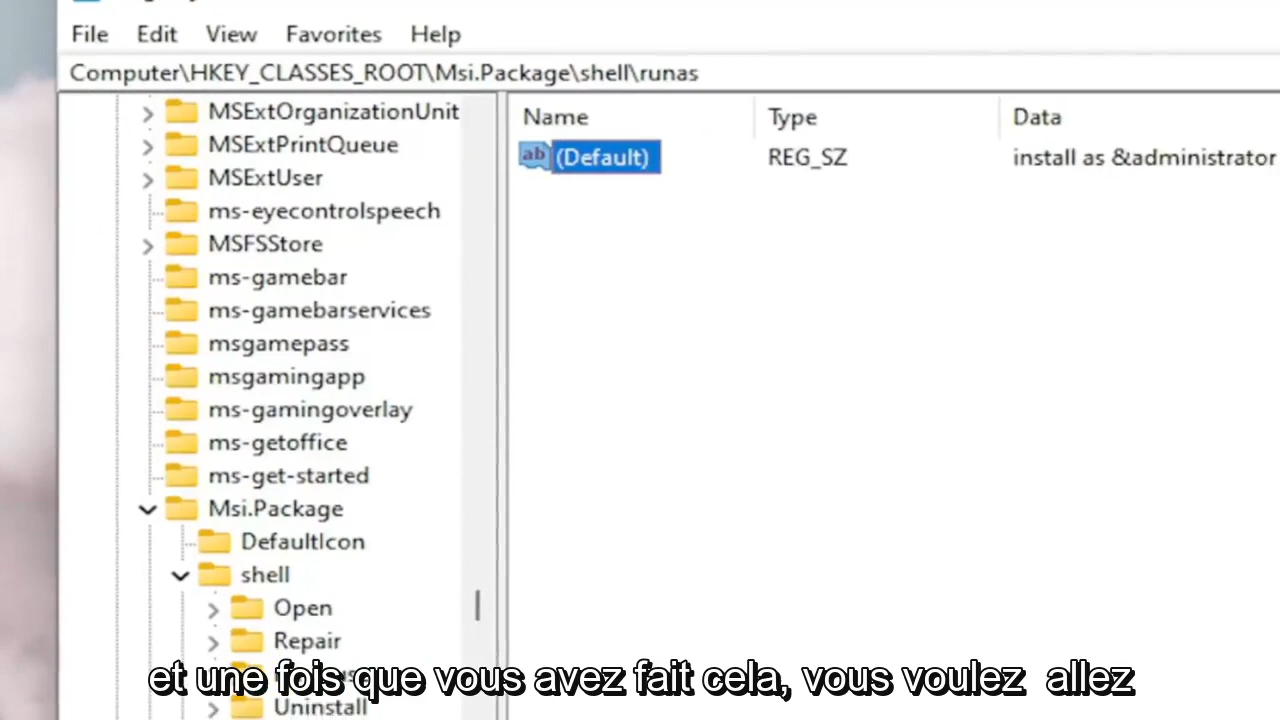 File Edit View Favorites Help
Computer\HKEY_CLASSES_ROOT\Msi.Package\shell\runas
Name Type Data
ab (Default) REG_SZ install as &administrator
MSExtOrganizationUnit
MSExtPrintQueue
MSExtUser
ms-eyecontrolspeech
MSFSStore
ms-gamebar
ms-gamebarservices
msgamepass
msgamingapp
ms-gamingoverlay
ms-getoffice
ms-get-started
Msi.Package
DefaultIcon
shell
Open
Repair
Uninstall
et une fois que vous avez fait cela, vous voulez allez